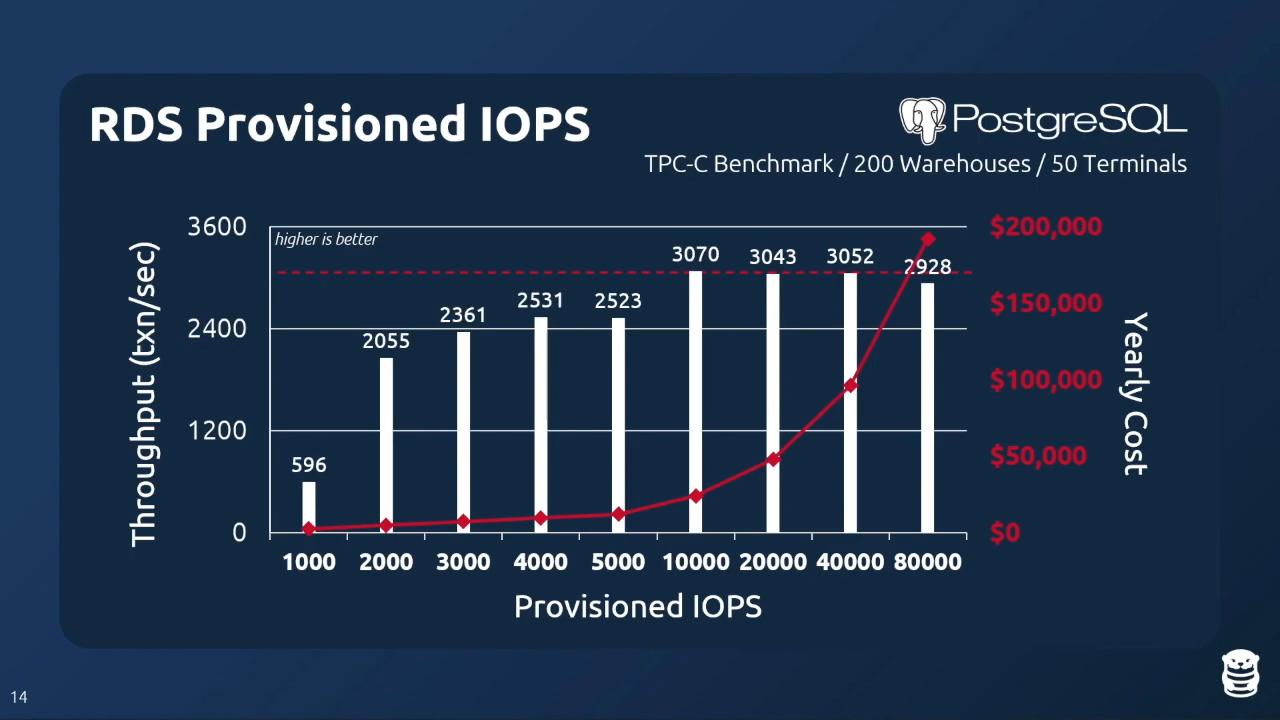 RDS Provisioned IOPS
PostgreSQL
TPC-C Benchmark / 200 Warehouses / 50 Terminals
Throughput (txn/sec)
3600
2400
1200
0
higher is better
596
2055
2361
2531
2523
3070
3043
3052
2928
$200,000
$150,000
$100,000
$50,000
$0
Yearly Cost
1000 2000 3000 4000 5000 10000 20000 40000 80000
Provisioned IOPS
14